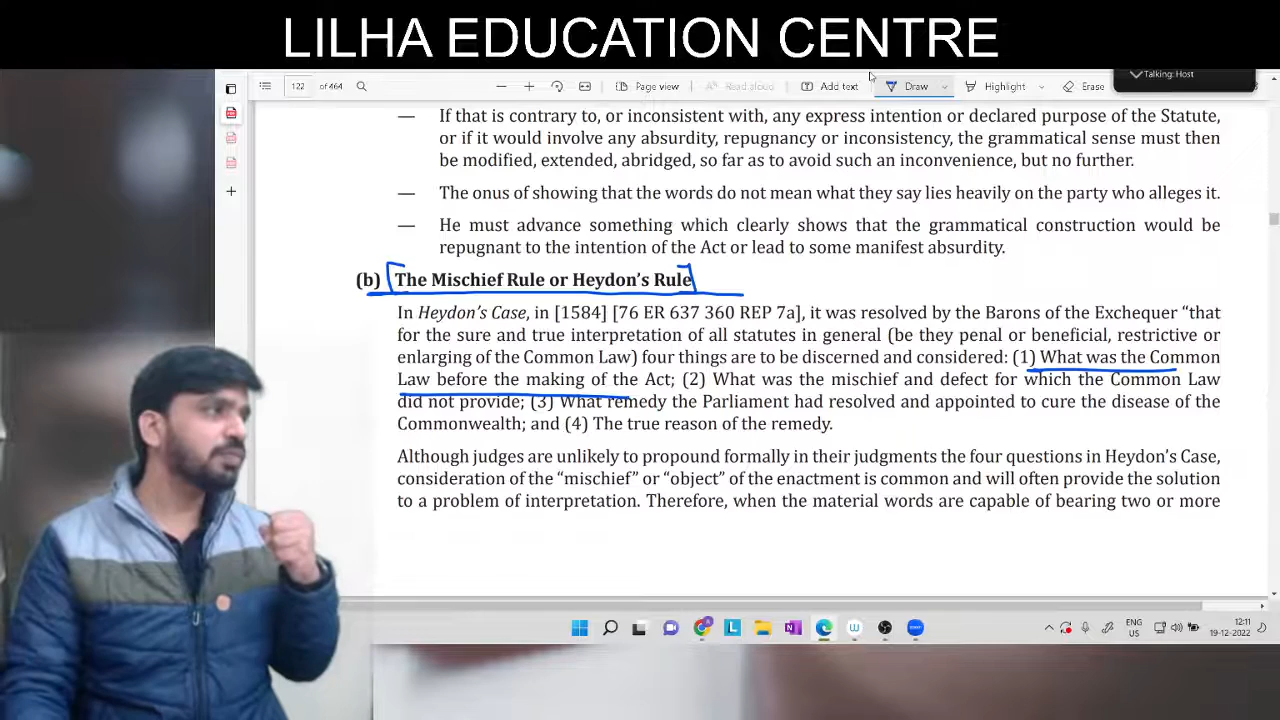 LILHA EDUCATION CENTRE
Talking: Host
122 of 464
Page view
Read aloud
Add text
Draw
Highlight
Erase
— If that is contrary to, or inconsistent with, any express intention or declared purpose of the Statute,
or if it would involve any absurdity, repugnancy or inconsistency, the grammatical sense must then
be modified, extended, abridged, so far as to avoid such an inconvenience, but no further.
— The onus of showing that the words do not mean what they say lies heavily on the party who alleges it.
— He must advance something which clearly shows that the grammatical construction would be
repugnant to the intention of the Act or lead to some manifest absurdity.
(b) The Mischief Rule or Heydon’s Rule
In Heydon’s Case, in [1584] [76 ER 637 360 REP 7a], it was resolved by the Barons of the Exchequer “that
for the sure and true interpretation of all statutes in general (be they penal or beneficial, restrictive or
enlarging of the Common Law) four things are to be discerned and considered: (1) What was the Common
Law before the making of the Act; (2) What was the mischief and defect for which the Common Law
did not provide; (3) What remedy the Parliament had resolved and appointed to cure the disease of the
Commonwealth; and (4) The true reason of the remedy.
Although judges are unlikely to propound formally in their judgments the four questions in Heydon’s Case,
consideration of the “mischief” or “object” of the enactment is common and will often provide the solution
to a problem of interpretation. Therefore, when the material words are capable of bearing two or more
ENG
US
12:11
19-12-2022